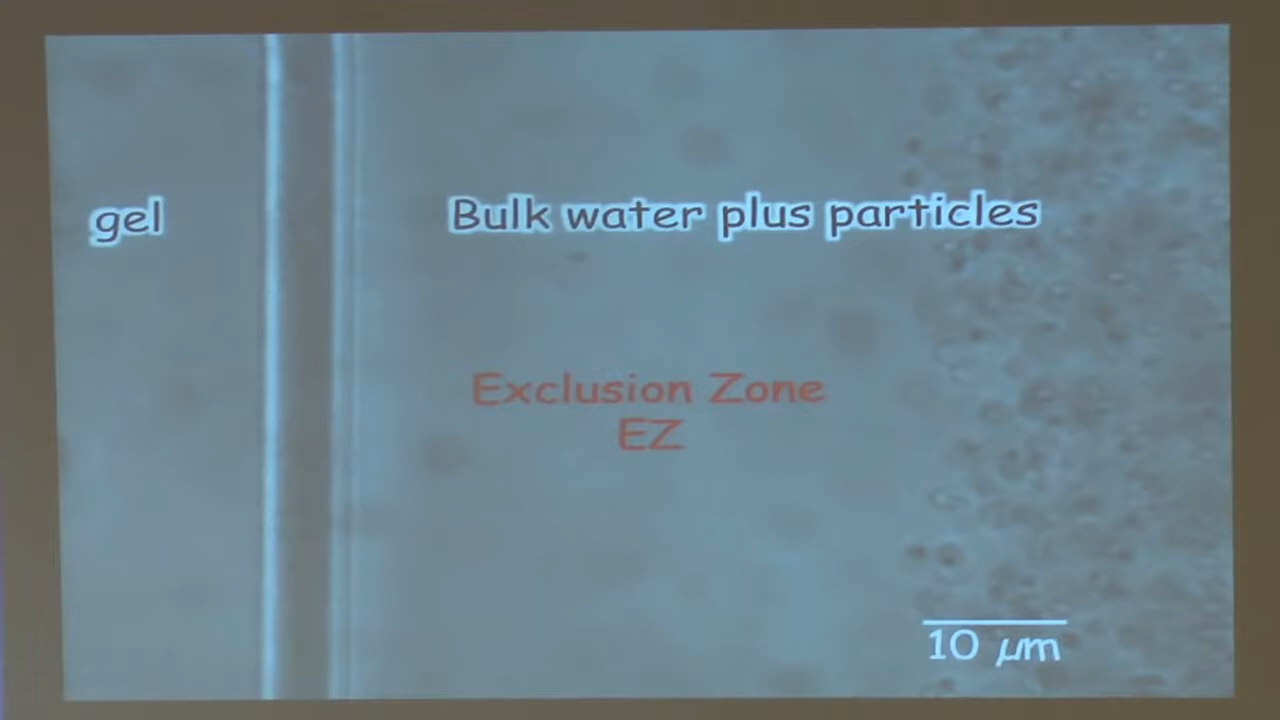 gel
Bulk water plus particles
Exclusion Zone
EZ
10 μm